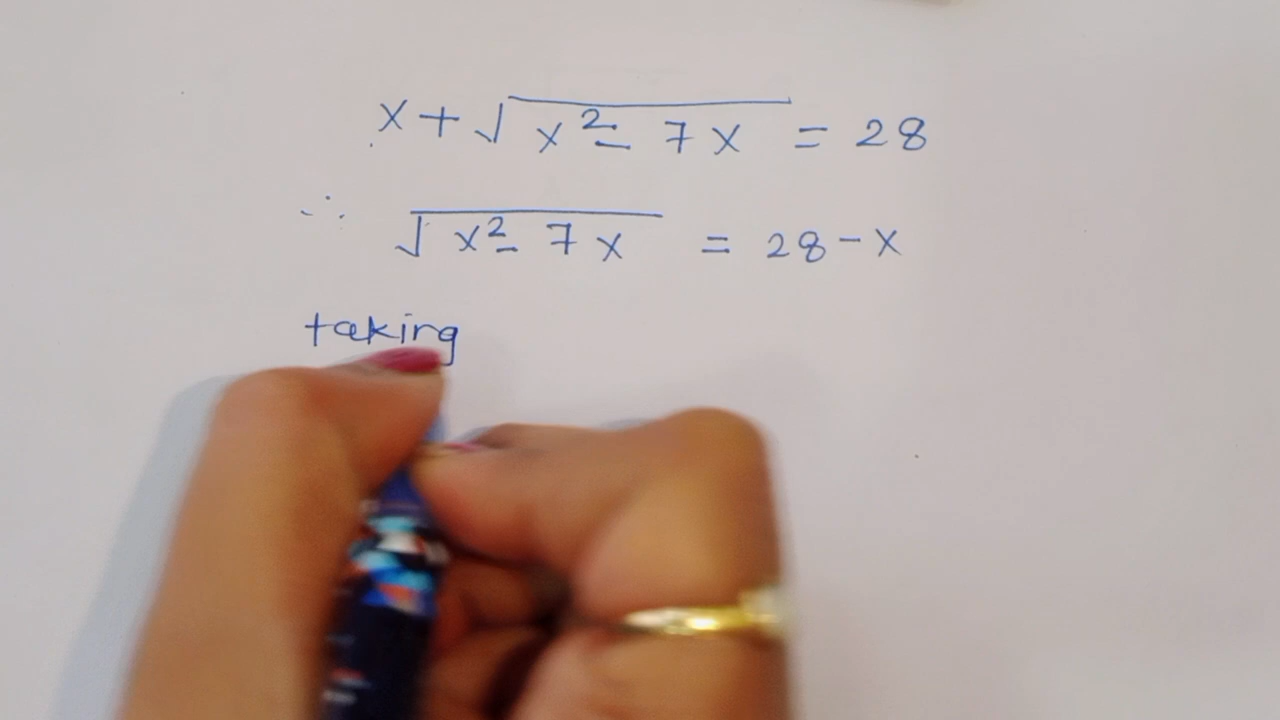 x + √(x² - 7x) = 28
∴ √(x² - 7x) = 28 - x
taking